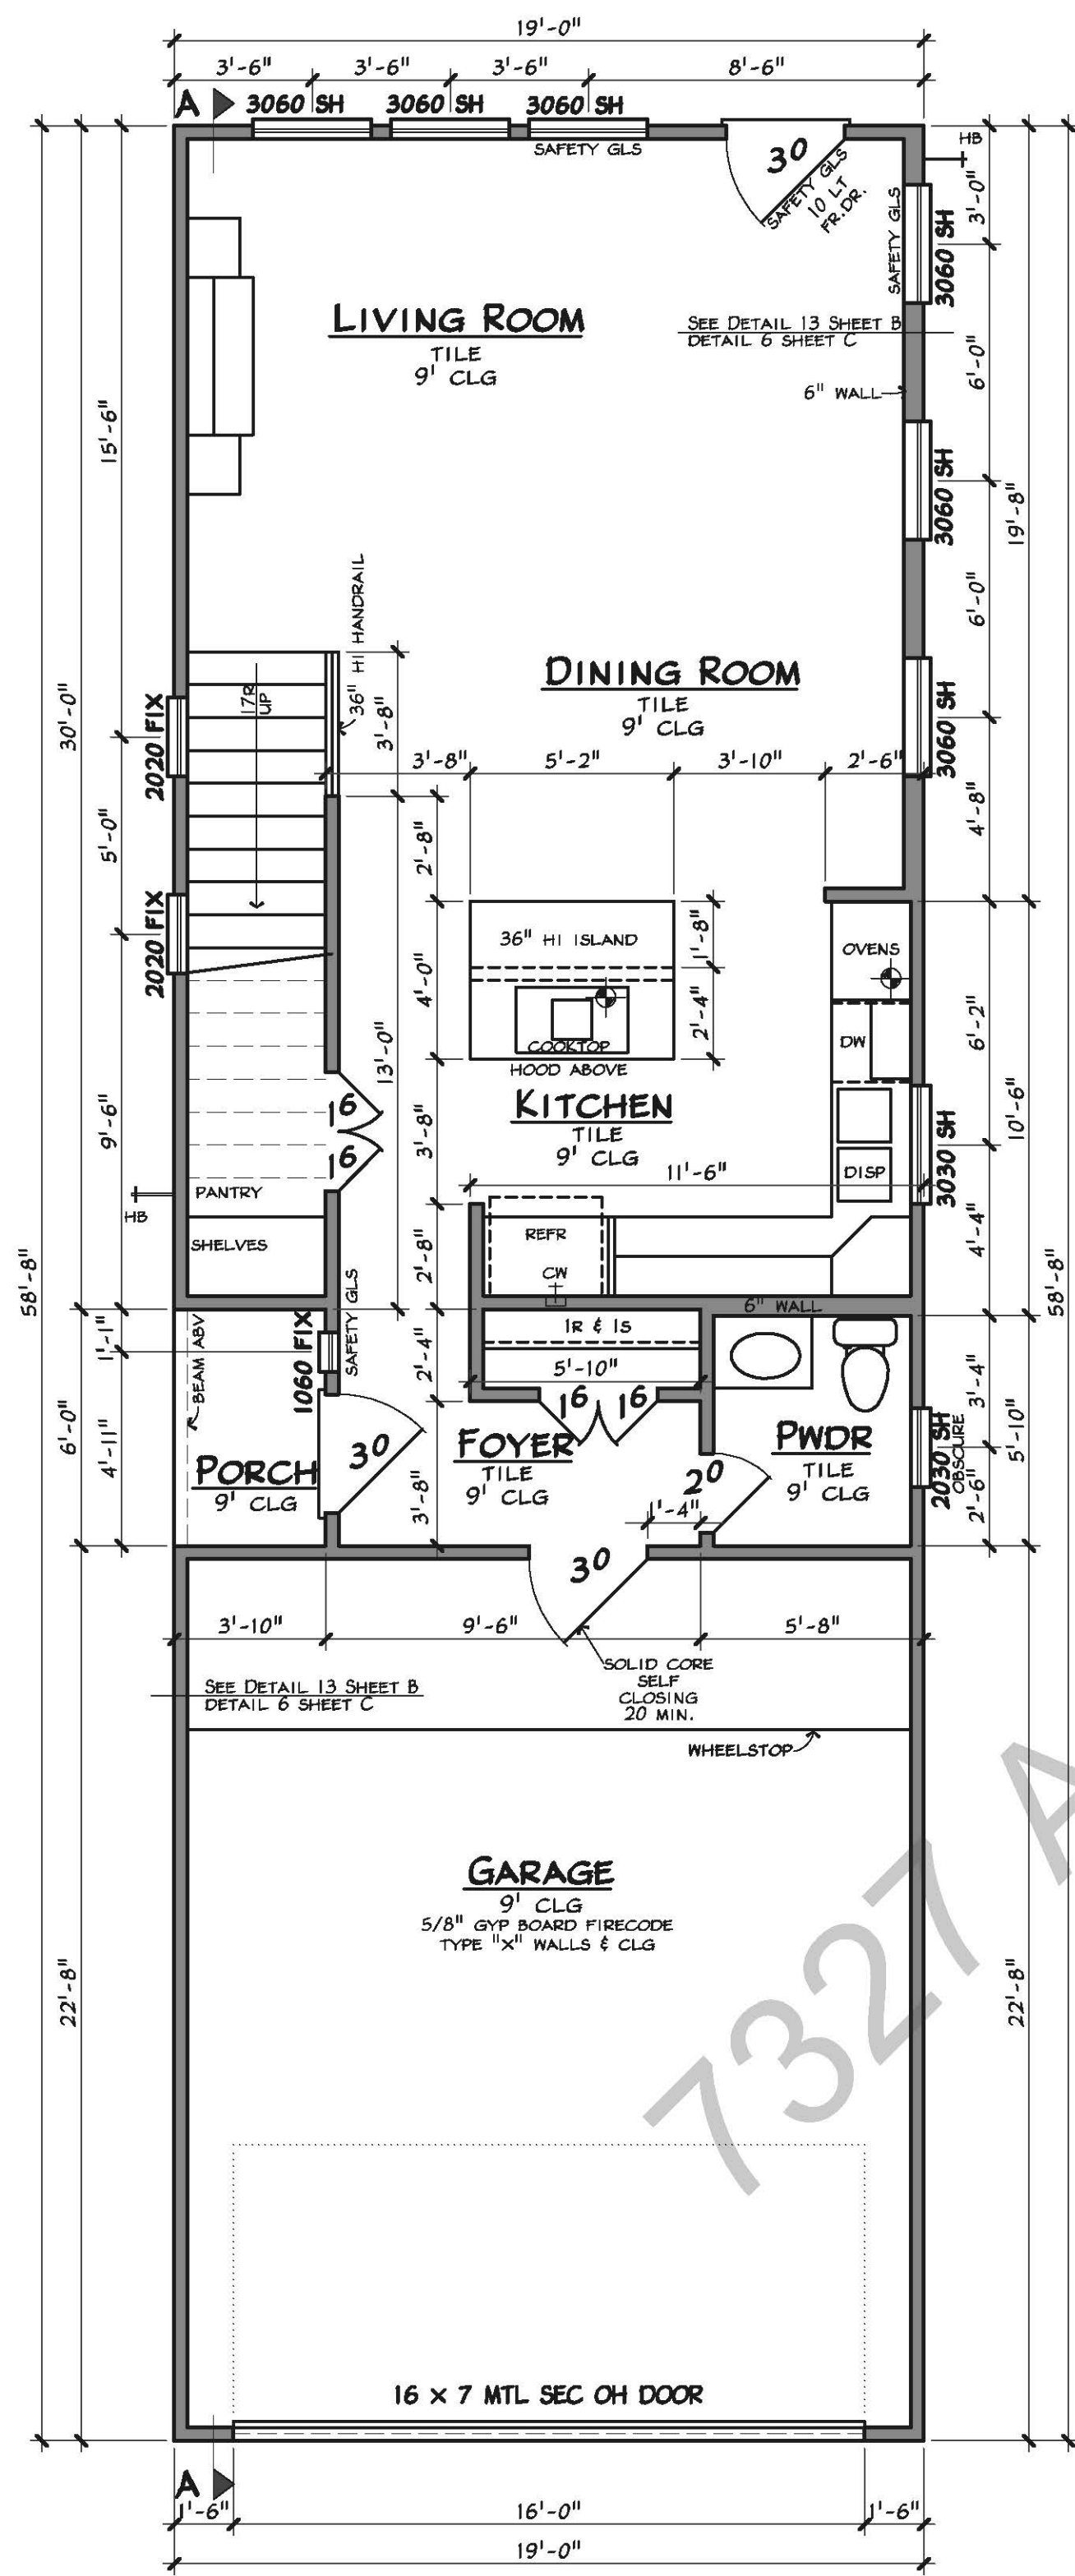 19'-0"
3'-6" 3'-6" 3'-6" 8'-6"
A 3060 SH 3060 SH 3060 SH
SAFETY GLS
30
SAFETY GLS
10 LT
FR.DR.
HB
3'-0"
SAFETY GLS
3060 SH
LIVING ROOM
TILE
9' CLG
SEE DETAIL 13 SHEET B
DETAIL 6 SHEET C
6'-0"
6" WALL
15'-6"
3060 SH
19'-8"
36" HI HANDRAIL
6'-0"
30'-0"
2020 FIX
17R
UP
3'-8"
DINING ROOM
TILE
9' CLG
3060 SH
3'-8" 5'-2" 3'-10" 2'-6"
4'-8"
5'-0"
2'-8"
2020 FIX
36" HI ISLAND
1'-8"
OVENS
4'-0"
2'-4"
6'-2"
COOKTOP
HOOD ABOVE
DW
13'-0"
9'-6"
16
16
3'-8"
KITCHEN
TILE
9' CLG
10'-6"
3030 SH
11'-6"
DISP
PANTRY
HB
SHELVES
2'-8"
REFR
CW
4'-4"
58'-8"
58'-8"
SAFETY GLS
6" WALL
1'-1"
BEAM ABV
1060 FIX
2'-4"
1R & 1S
5'-10"
3'-4"
16 16
6'-0"
4'-11"
30
FOYER
TILE
9' CLG
PWDR
TILE
9' CLG
2030 SH
OBSCURE
5'-10"
PORCH
9' CLG
3'-8"
20
1'-4"
2'-6"
30
3'-10" 9'-6" 5'-8"
SOLID CORE
SELF
CLOSING
20 MIN.
SEE DETAIL 13 SHEET B
DETAIL 6 SHEET C
WHEELSTOP
GARAGE
9' CLG
5/8" GYP BOARD FIRECODE
TYPE "X" WALLS & CLG
22'-8"
22'-8"
7327 A
16 x 7 MTL SEC OH DOOR
A
1'-6" 16'-0" 1'-6"
19'-0"